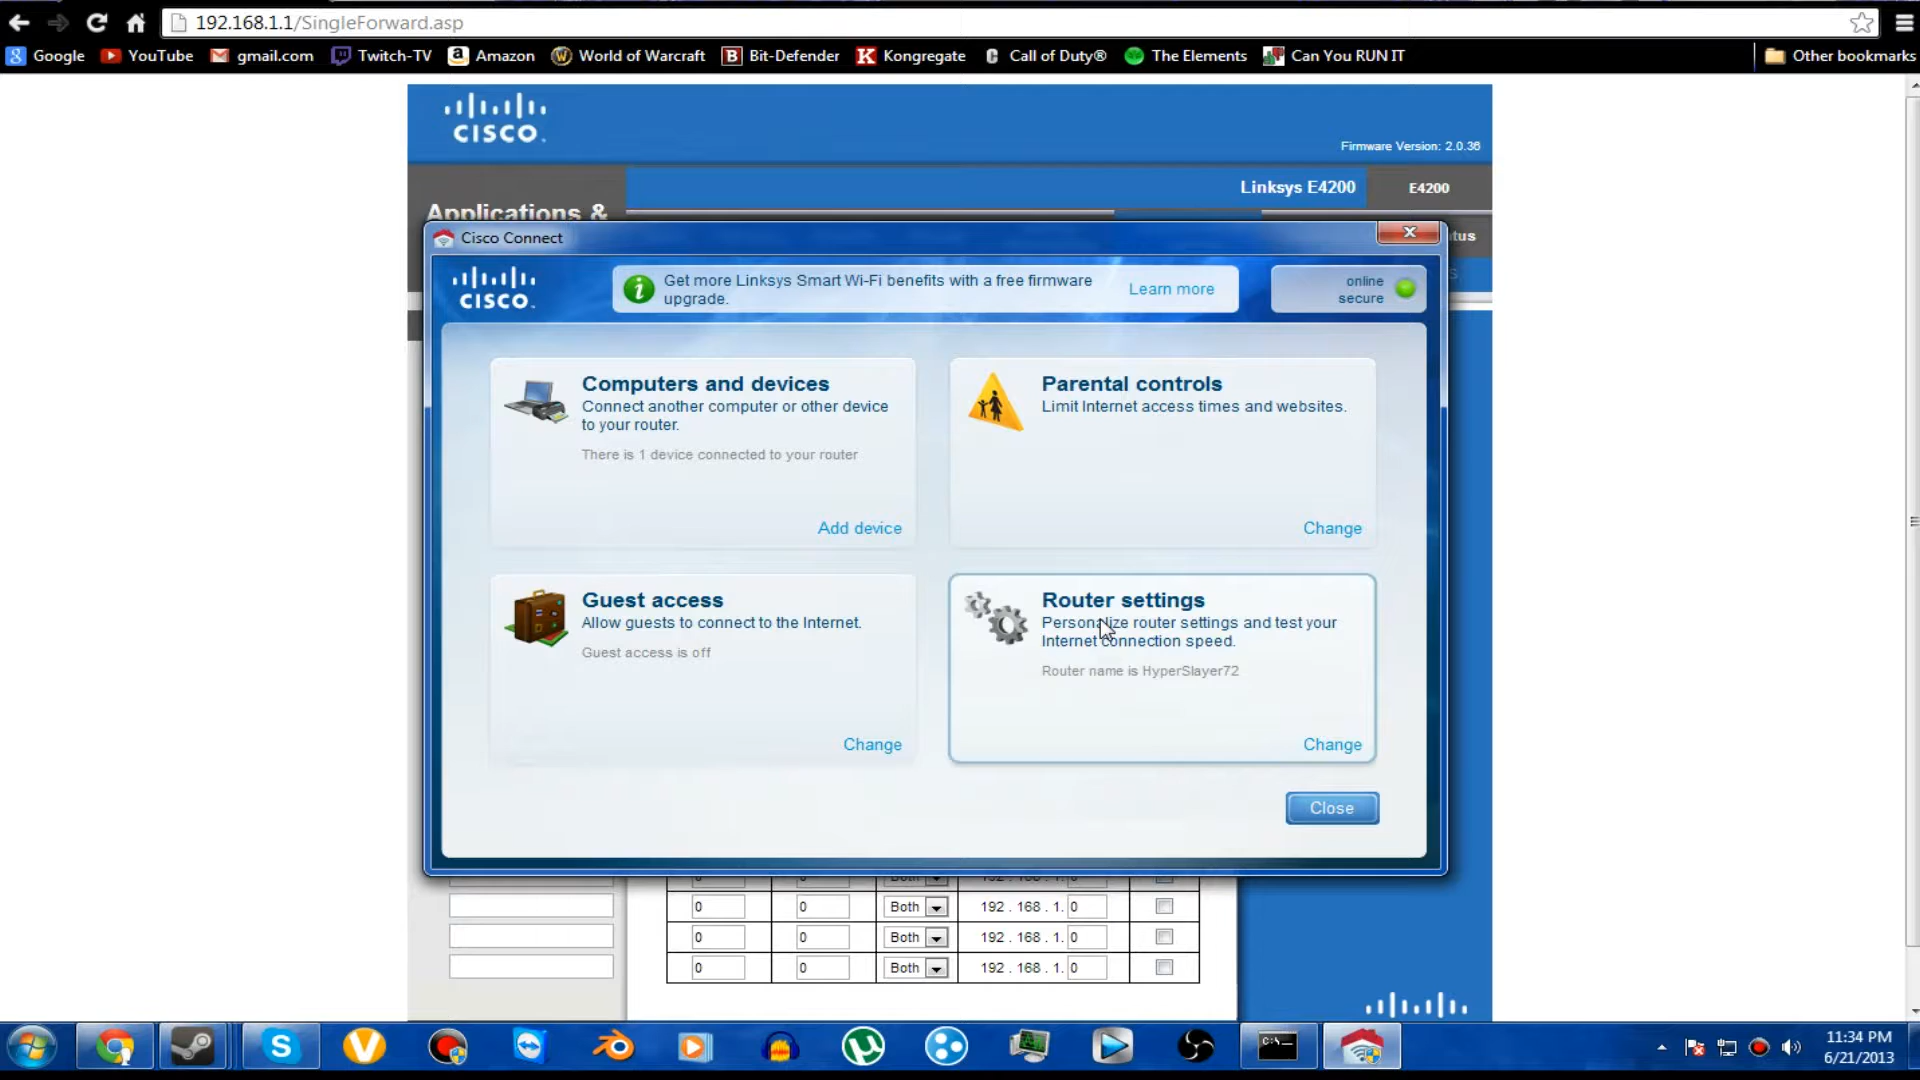 192.168.1.1/SingleForward.asp
Google
YouTube
gmail.com
Twitch-TV
Amazon
World of Warcraft
Bit-Defender
Kongregate
Call of Duty®
The Elements
Can You RUN IT
Other bookmarks
CISCO
Firmware Version: 2.0.36
Linksys E4200
E4200
Applications &
Cisco Connect
tus
CISCO
Get more Linksys Smart Wi-Fi benefits with a free firmware
upgrade.
Learn more
online
secure
Computers and devices
Connect another computer or other device
to your router.
There is 1 device connected to your router
Add device
Parental controls
Limit Internet access times and websites.
Change
Guest access
Allow guests to connect to the Internet.
Guest access is off
Change
Router settings
Personalize router settings and test your
Internet connection speed.
Router name is HyperSlayer72
Change
Close
0 0 Both 192 . 168 . 1. 0
0 0 Both 192 . 168 . 1. 0
0 0 Both 192 . 168 . 1. 0
11:34 PM
6/21/2013